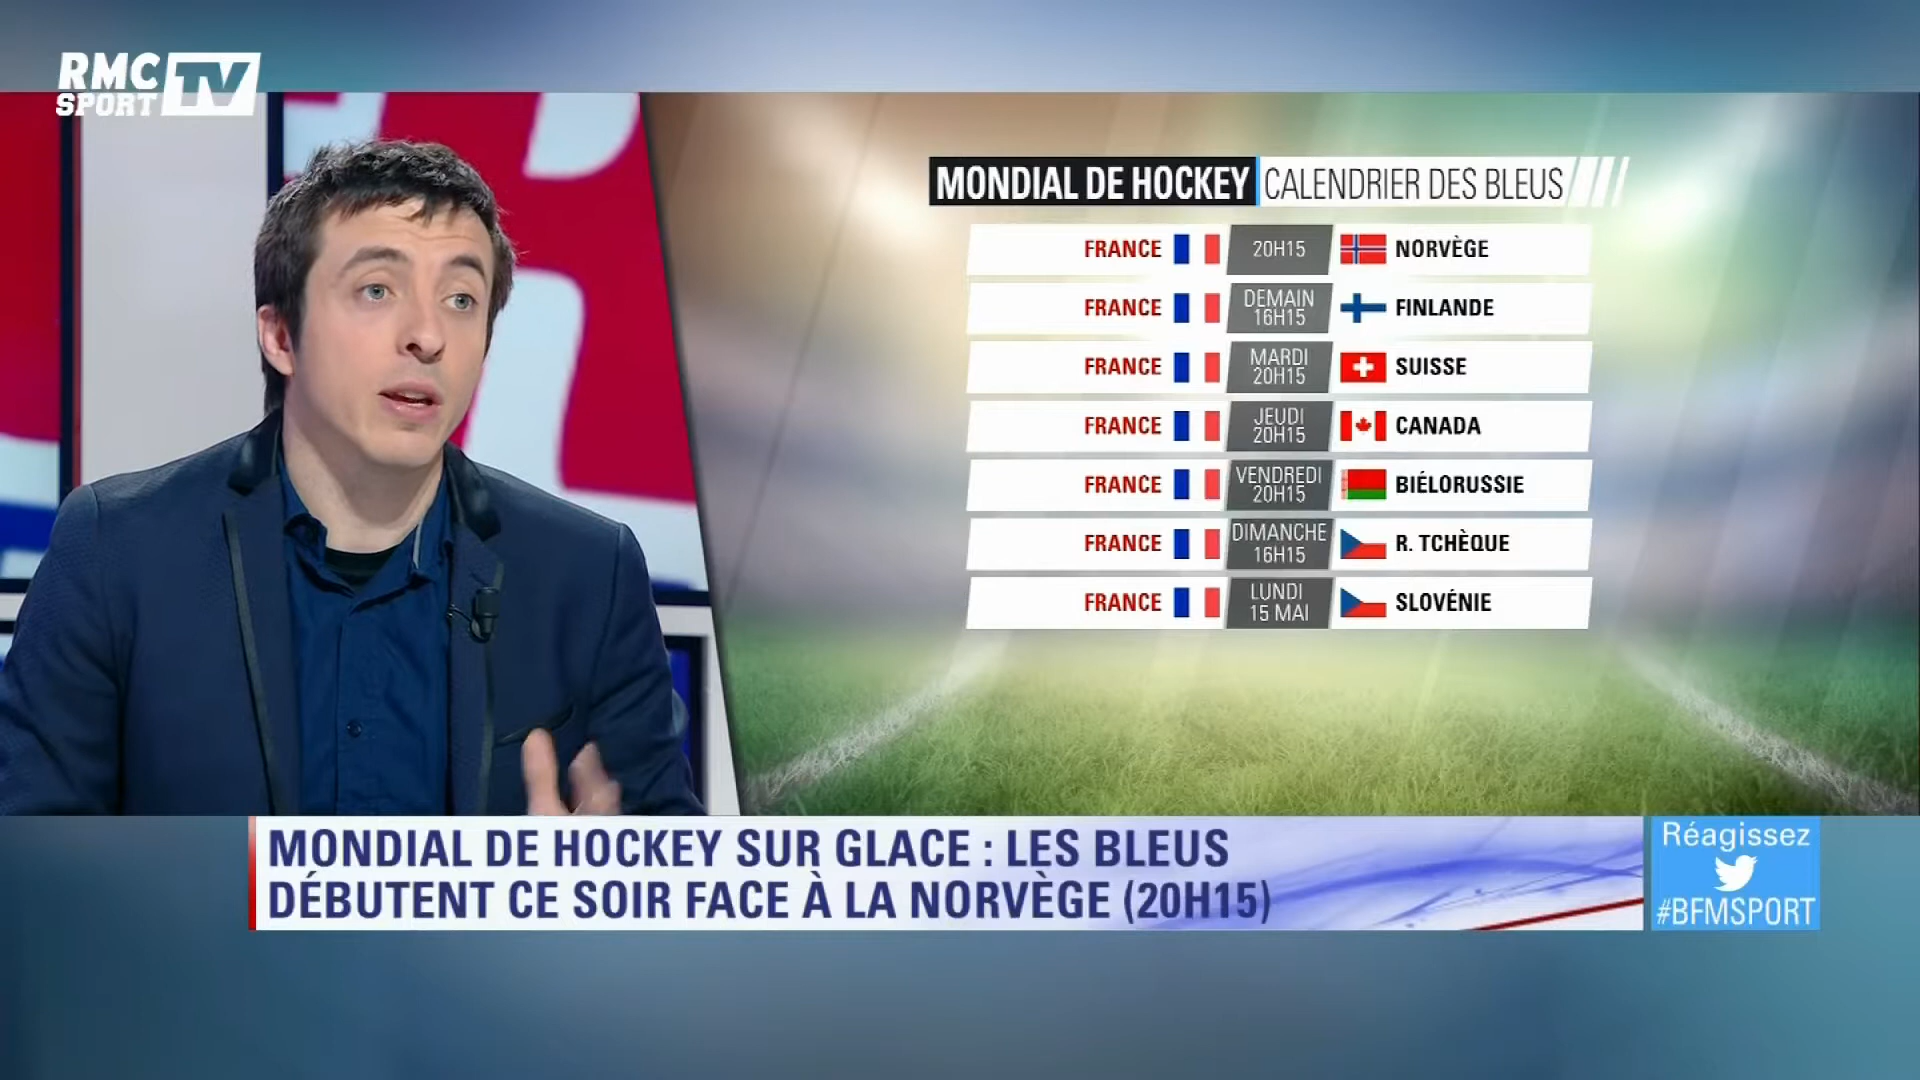 RMC
SPORT TV
MONDIAL DE HOCKEY CALENDRIER DES BLEUS
FRANCE 20H15 NORVÈGE
FRANCE DEMAIN 16H15 FINLANDE
FRANCE MARDI 20H15 SUISSE
FRANCE JEUDI 20H15 CANADA
FRANCE VENDREDI 20H15 BIÉLORUSSIE
FRANCE DIMANCHE 16H15 R. TCHÈQUE
FRANCE LUNDI 15 MAI SLOVÉNIE
MONDIAL DE HOCKEY SUR GLACE : LES BLEUS
DÉBUTENT CE SOIR FACE À LA NORVÈGE (20H15)
Réagissez
#BFMSPORT